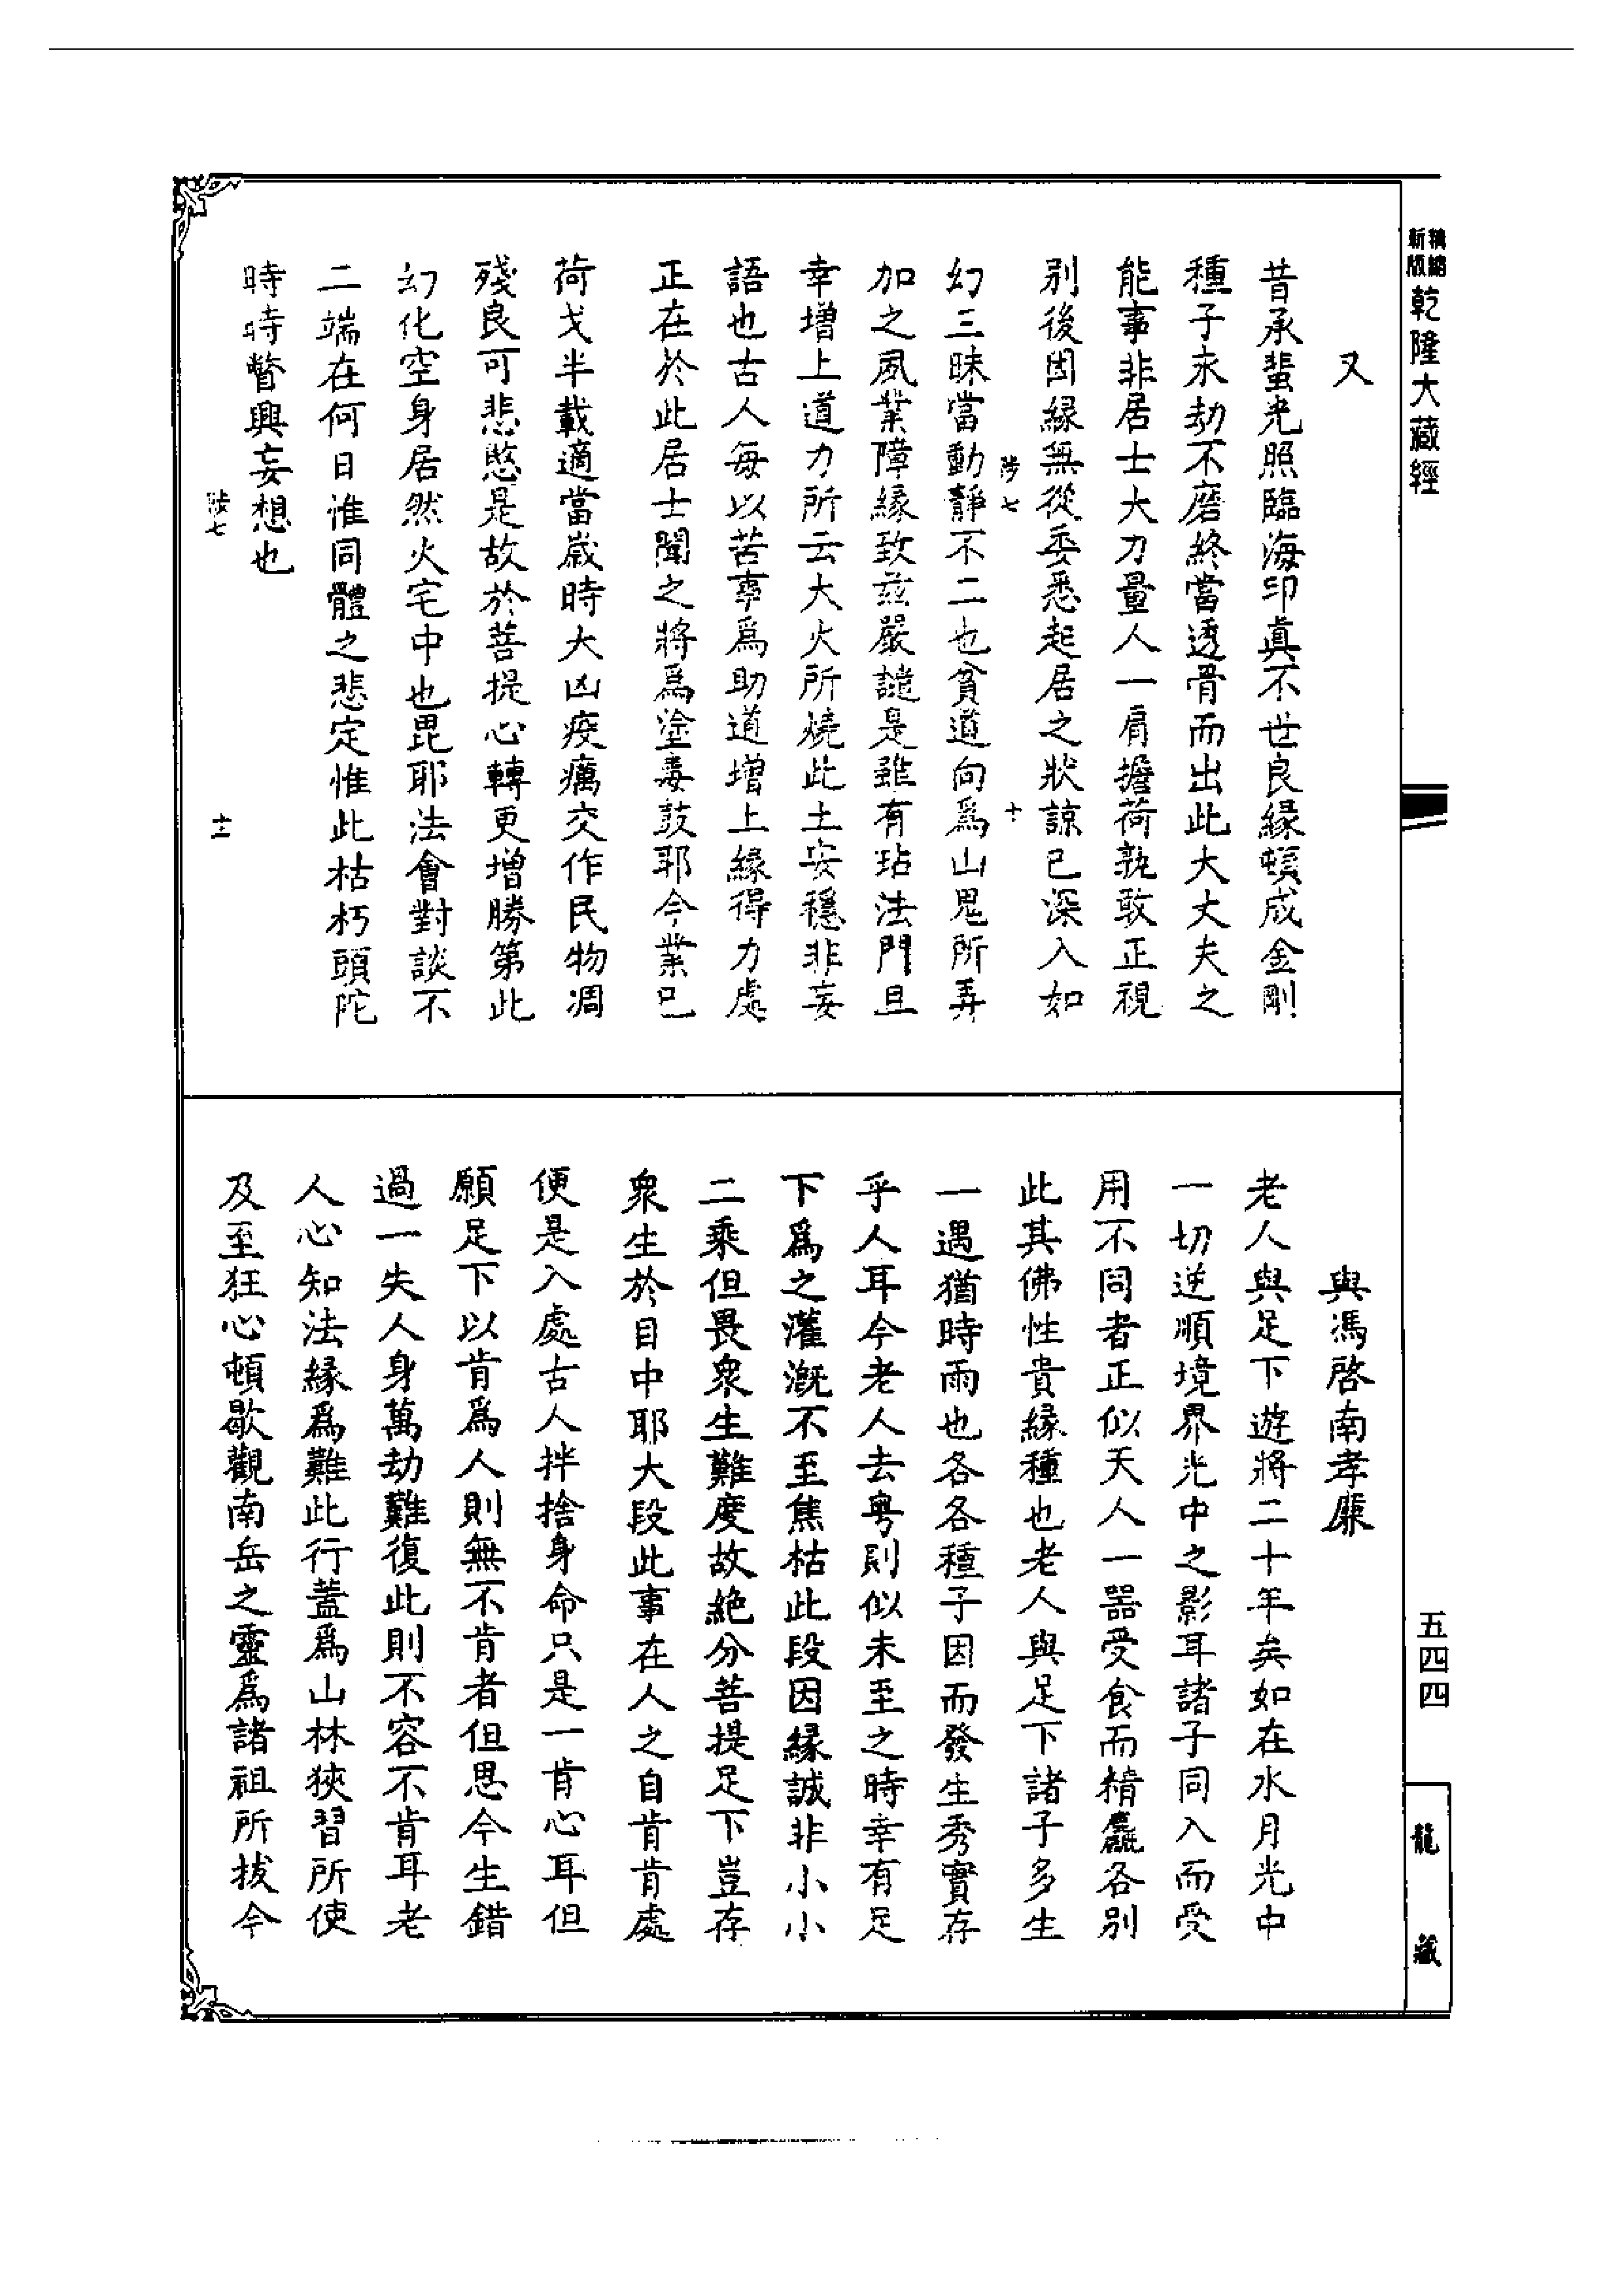 精縮新版乾隆大藏經
又
昔承蜚光照臨海印真不世良緣頓成金剛
種子永劫不磨終當透骨而出此大丈夫之
能事非居士大力量人一肩擔荷孰敢正視
別後因緣無從委悉起居之狀諒已深入如
涉七 十
幻三昧當動靜不二也貧道向為山鬼所弄
加之夙業障緣致茲嚴譴是雖有玷法門且
幸增上道力所云大火所燒此土安穩非妄
語也古人每以苦事為助道增上緣得力處
正在於此居士聞之將為塗毒鼓耶今業已
荷戈半載適當歲時大凶疫癘交作民物凋
殘良可悲愍是故於菩提心轉更增勝第此
幻化空身居然火宅中也毘耶法會對談不
二端在何日惟同體之悲定惟此枯朽頭陀
時時瞥興妄想也
涉七 十一
與馮啓南孝廉
老人與足下遊將二十年矣如在水月光中
一切逆順境界光中之影耳諸子同入而受
用不同者正似天人一器受食而精麤各別
此其佛性貴緣種也老人與足下諸子多生
一遇猶時雨也各各種子因而發生秀實存
乎人耳今老人去粵則似未至之時幸有足
下為之灌溉不至焦枯此段因緣誠非小小
二乘但畏眾生難度故絕分菩提足下豈存
眾生於目中耶大段此事在人之自肯肯處
便是入處古人拌捨身命只是一肯心耳但
願足下以肯為人則無不肯者但思今生錯
過一失人身萬劫難復此則不容不肯耳老
人心知法緣為難此行蓋為山林狹習所使
及至狂心頓歇觀南岳之靈為諸祖所拔今
五四四
龍藏